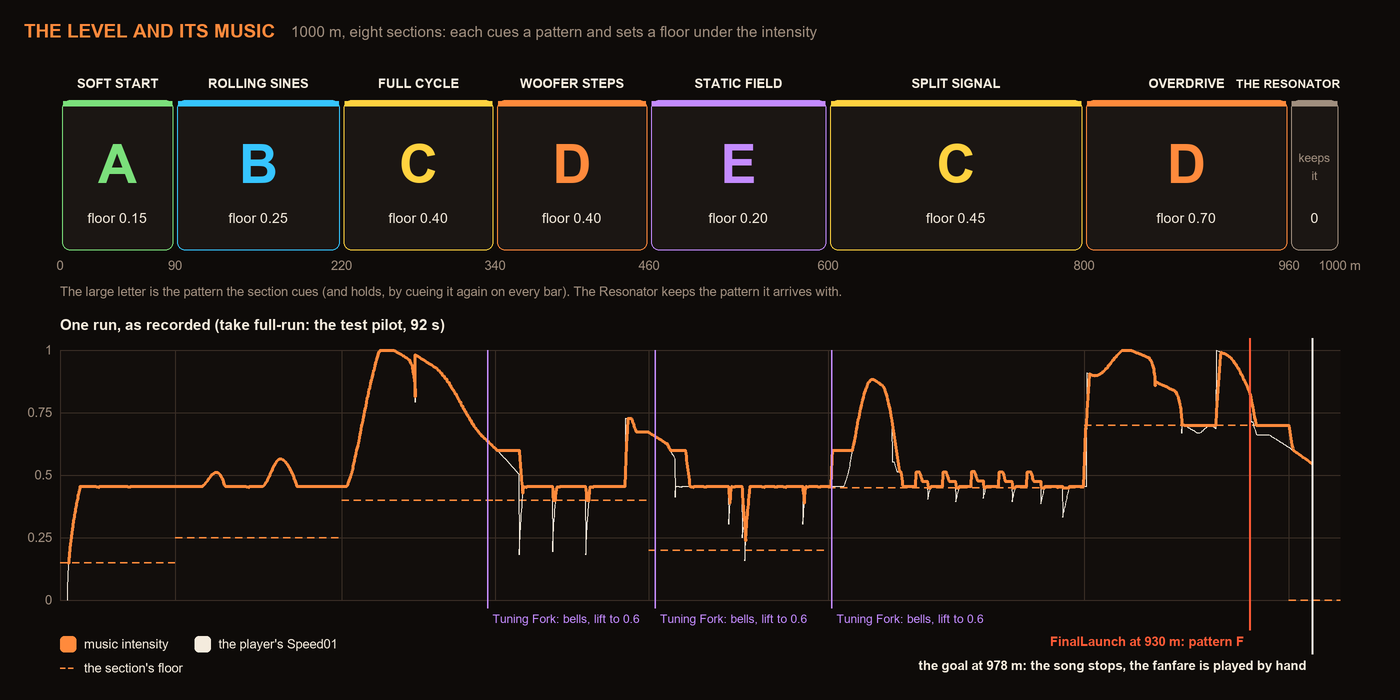 THE LEVEL AND ITS MUSIC 1000 m, eight sections: each cues a pattern and sets a floor under the intensity
SOFT START ROLLING SINES FULL CYCLE WOOFER STEPS STATIC FIELD SPLIT SIGNAL OVERDRIVE THE RESONATOR
A B C D E C D keeps
it
floor 0.15 floor 0.25 floor 0.40 floor 0.40 floor 0.20 floor 0.45 floor 0.70 0
0 90 220 340 460 600 800 960 1000 m
The large letter is the pattern the section cues (and holds, by cueing it again on every bar). The Resonator keeps the pattern it arrives with.
One run, as recorded (take full-run: the test pilot, 92 s)
1
0.75
0.5
0.25
0
Tuning Fork: bells, lift to 0.6 Tuning Fork: bells, lift to 0.6 Tuning Fork: bells, lift to 0.6
music intensity the player's Speed01 FinalLaunch at 930 m: pattern F
the section's floor the goal at 978 m: the song stops, the fanfare is played by hand